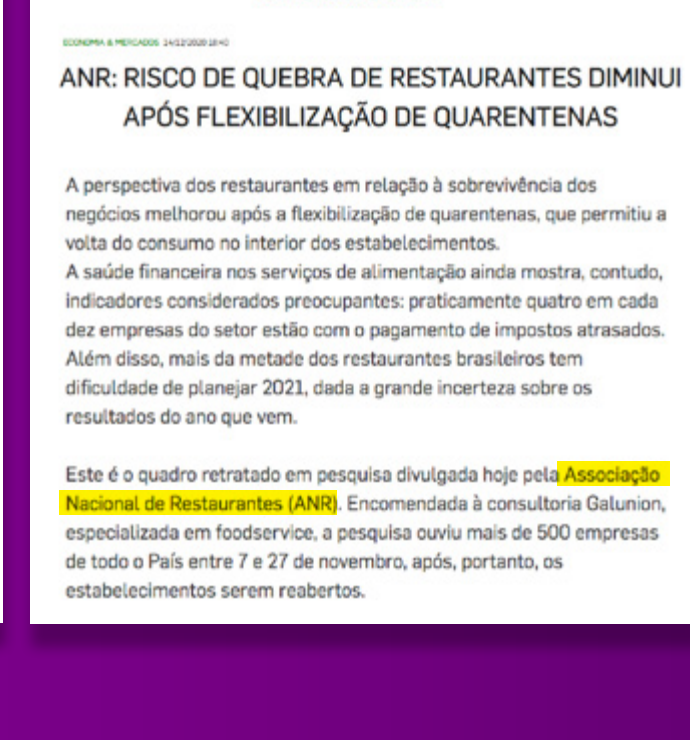 ECONOMIA & MERCADOS 14/12/2020 18:40
ANR: RISCO DE QUEBRA DE RESTAURANTES DIMINUI
APÓS FLEXIBILIZAÇÃO DE QUARENTENAS
A perspectiva dos restaurantes em relação à sobrevivência dos
negócios melhorou após a flexibilização de quarentenas, que permitiu a
volta do consumo no interior dos estabelecimentos.
A saúde financeira nos serviços de alimentação ainda mostra, contudo,
indicadores considerados preocupantes: praticamente quatro em cada
dez empresas do setor estão com o pagamento de impostos atrasados.
Além disso, mais da metade dos restaurantes brasileiros tem
dificuldade de planejar 2021, dada a grande incerteza sobre os
resultados do ano que vem.
Este é o quadro retratado em pesquisa divulgada hoje pela Associação
Nacional de Restaurantes (ANR). Encomendada à consultoria Galunion,
especializada em foodservice, a pesquisa ouviu mais de 500 empresas
de todo o País entre 7 e 27 de novembro, após, portanto, os
estabelecimentos serem reabertos.